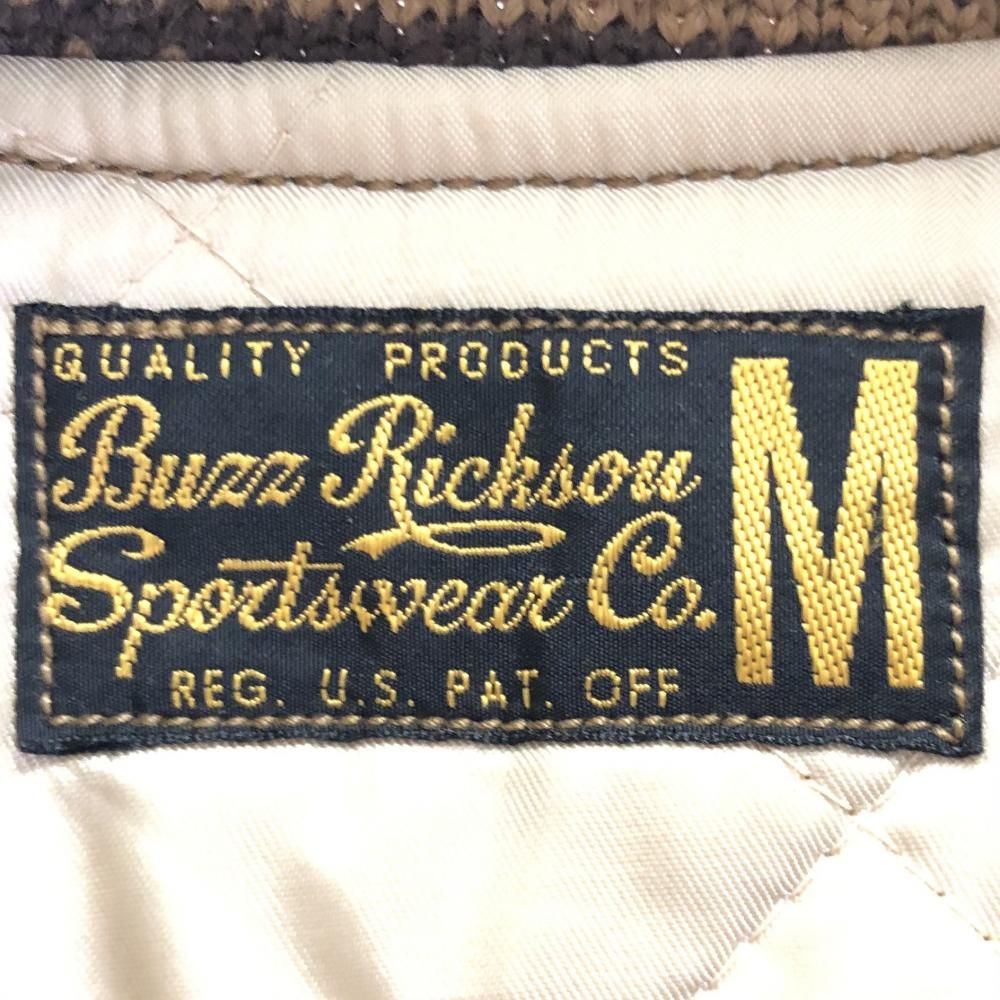 QUALITY PRODUCTS
Buzz Rickson
Sportswear Co.
M
REG. U.S. PAT. OFF